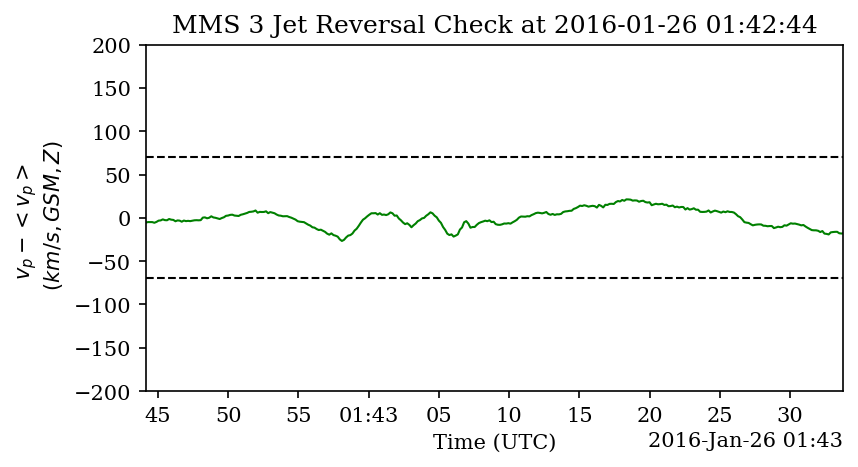 MMS 3 Jet Reversal Check at 2016-01-26 01:42:44
200
150
100
50
0
−50
−100
−150
−200
v_p − < v_p >
(km/s, GSM, Z)
45 50 55 01:43 05 10 15 20 25 30
Time (UTC)
2016-Jan-26 01:43